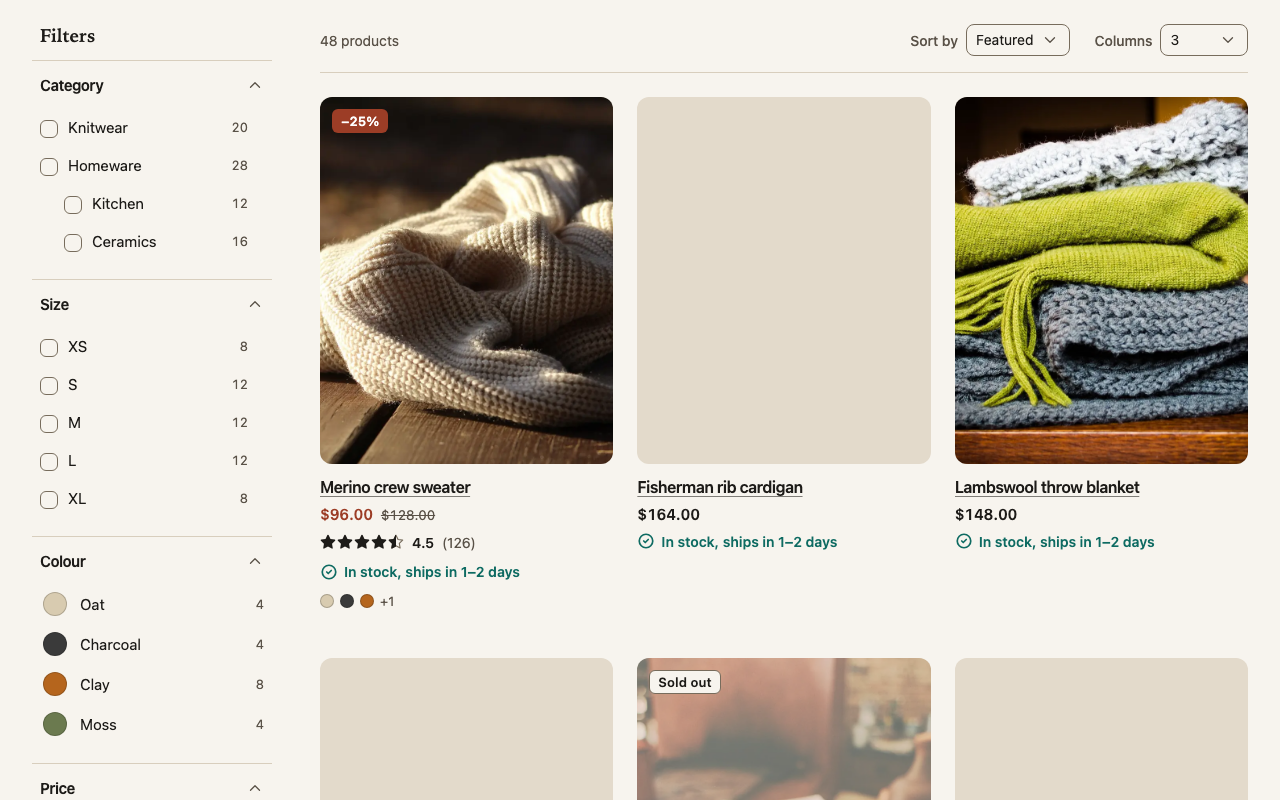 Filters
Category
Knitwear 20
Homeware 28
Kitchen 12
Ceramics 16
Size
XS 8
S 12
M 12
L 12
XL 8
Colour
Oat 4
Charcoal 4
Clay 8
Moss 4
Price
48 products
Sort by Featured
Columns 3
−25%
Merino crew sweater
$96.00 $128.00
4.5 (126)
In stock, ships in 1–2 days
+1
Fisherman rib cardigan
$164.00
In stock, ships in 1–2 days
Lambswool throw blanket
$148.00
In stock, ships in 1–2 days
Sold out